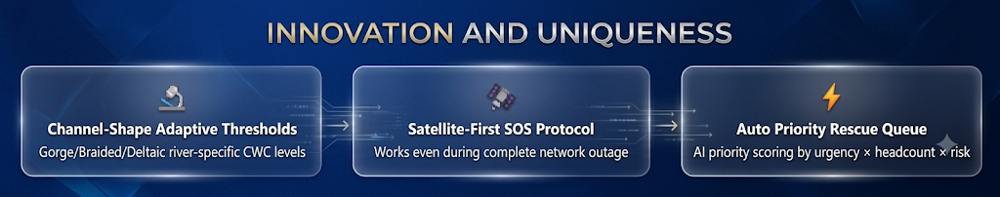 INNOVATION AND UNIQUENESS
Channel-Shape Adaptive Thresholds
Gorge/Braided/Deltaic river-specific CWC levels
Satellite-First SOS Protocol
Works even during complete network outage
Auto Priority Rescue Queue
AI priority scoring by urgency × headcount × risk